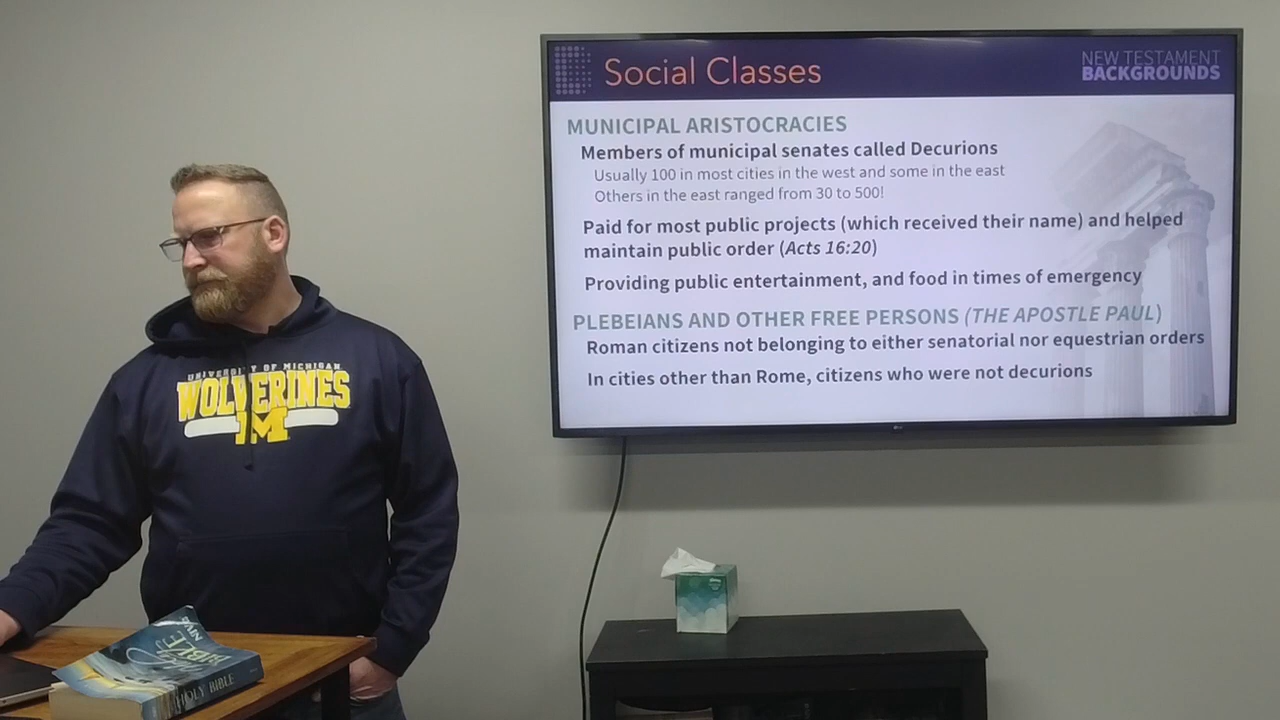 Social Classes
NEW TESTAMENT
BACKGROUNDS
MUNICIPAL ARISTOCRACIES
Members of municipal senates called Decurions
Usually 100 in most cities in the west and some in the east
Others in the east ranged from 30 to 500!
Paid for most public projects (which received their name) and helped
maintain public order (Acts 16:20)
Providing public entertainment, and food in times of emergency
PLEBEIANS AND OTHER FREE PERSONS (THE APOSTLE PAUL)
Roman citizens not belonging to either senatorial nor equestrian orders
In cities other than Rome, citizens who were not decurions
LG
UNIVERSITY OF MICHIGAN
WOLVERINES
M
Holy
BIBLE
NIV
HOLY BIBLE